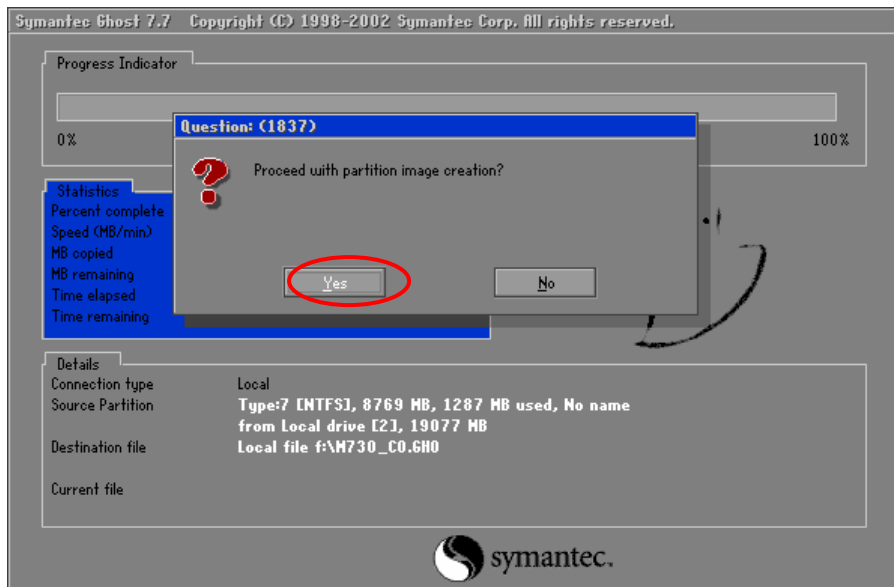 Symantec Ghost 7.7 Copyright (C) 1998-2002 Symantec Corp. All rights reserved.
Progress Indicator
0% 100%
Question: (1837)
Proceed with partition image creation?
Yes No
Statistics
Percent complete
Speed (MB/min)
MB copied
MB remaining
Time elapsed
Time remaining
Details
Connection type Local
Source Partition Type:7 [NTFS], 8769 MB, 1287 MB used, No name
from Local drive [2], 19077 MB
Destination file Local file f:\M730_C0.GHO
Current file
symantec.